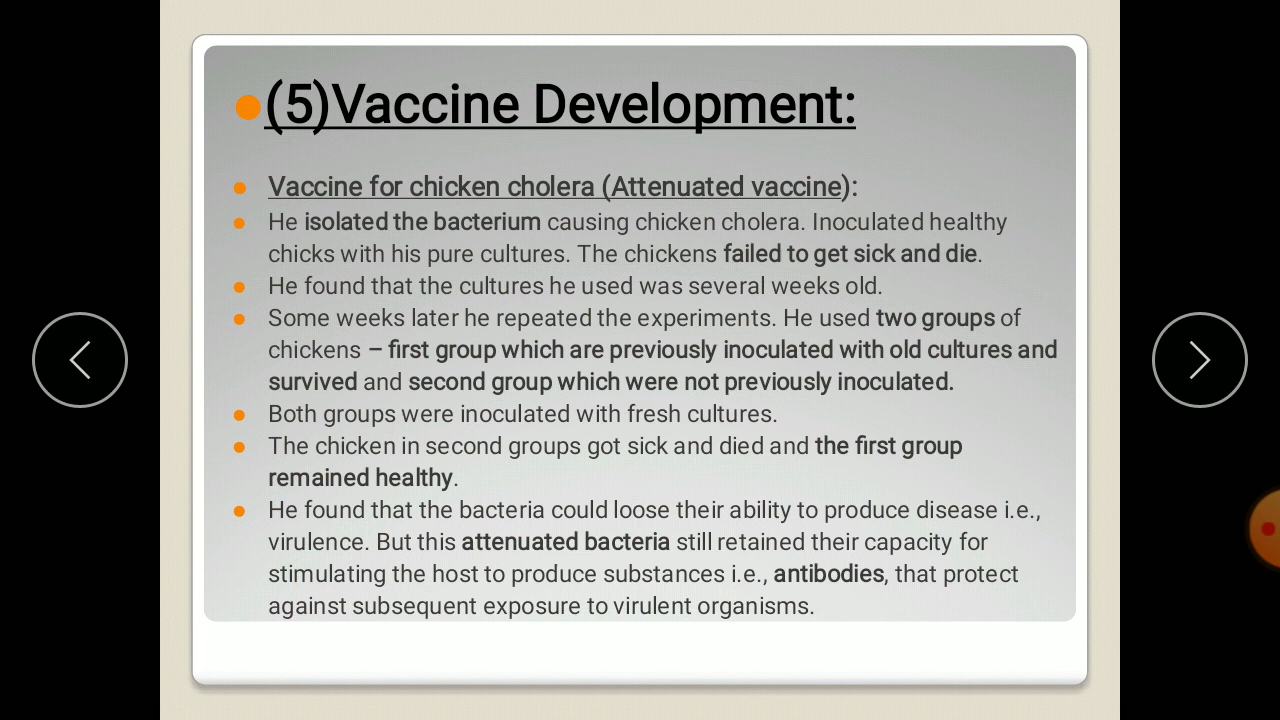 (5)Vaccine Development:
Vaccine for chicken cholera (Attenuated vaccine):
He isolated the bacterium causing chicken cholera. Inoculated healthy
chicks with his pure cultures. The chickens failed to get sick and die.
He found that the cultures he used was several weeks old.
Some weeks later he repeated the experiments. He used two groups of
chickens – first group which are previously inoculated with old cultures and
survived and second group which were not previously inoculated.
Both groups were inoculated with fresh cultures.
The chicken in second groups got sick and died and the first group
remained healthy.
He found that the bacteria could loose their ability to produce disease i.e.,
virulence. But this attenuated bacteria still retained their capacity for
stimulating the host to produce substances i.e., antibodies, that protect
against subsequent exposure to virulent organisms.